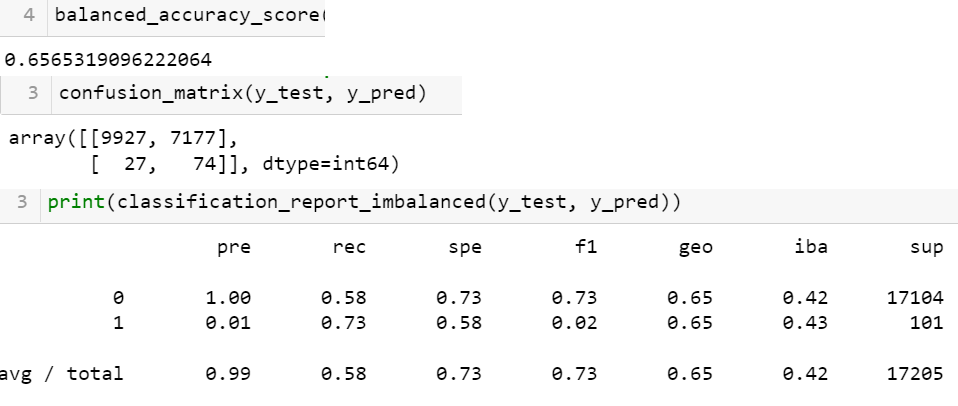 4 balanced_accuracy_score(
0.6565319096222064
3 confusion_matrix(y_test, y_pred)
array([[9927, 7177],
[ 27, 74]], dtype=int64)
3 print(classification_report_imbalanced(y_test, y_pred))
pre rec spe f1 geo iba sup
0 1.00 0.58 0.73 0.73 0.65 0.42 17104
1 0.01 0.73 0.58 0.02 0.65 0.43 101
avg / total 0.99 0.58 0.73 0.73 0.65 0.42 17205